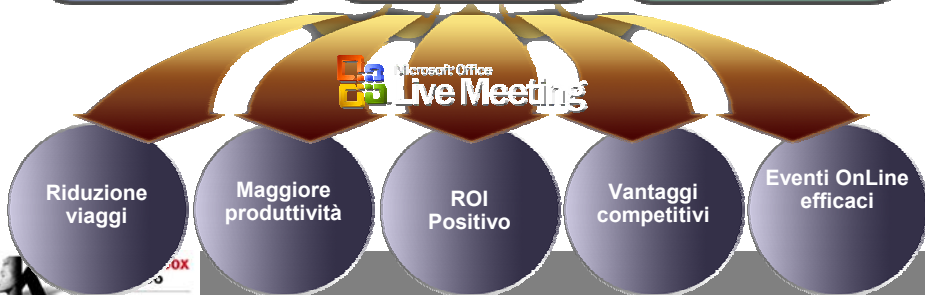 Microsoft Office
Live Meeting
Riduzione
viaggi
Maggiore
produttività
ROI
Positivo
Vantaggi
competitivi
Eventi OnLine
efficaci